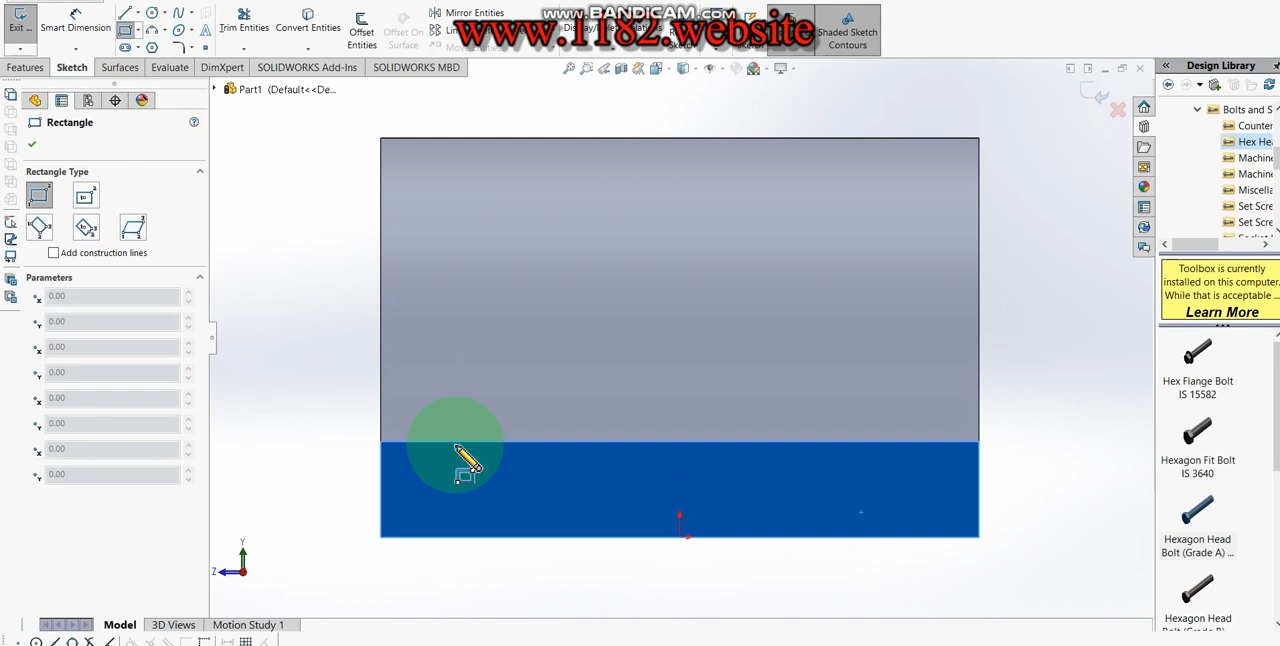 www.BANDICAM.com
www.1182.website
Exit ...
Smart Dim...
Trim Entities
Convert Entities
Offset
Entities
Offset On
Surface
Mirror Entities
Shaded Sketch
Contours
Features
Sketch
Surfaces
Evaluate
DimXpert
SOLIDWORKS Add-Ins
SOLIDWORKS MBD
Design Library
Part1 (Default<<De...
Rectangle
Rectangle Type
Add construction lines
Parameters
0.00
0.00
0.00
0.00
0.00
0.00
0.00
0.00
Y
Z
Bolts and S
Counter
Hex Hea
Machine
Machine
Miscella
Set Scre
Set Scre
Toolbox is currently
installed on this computer.
While that is acceptable ...
Learn More
Hex Flange Bolt
IS 15582
Hexagon Fit Bolt
IS 3640
Hexagon Head
Bolt (Grade A) ...
Hexagon Head
Model
3D Views
Motion Study 1